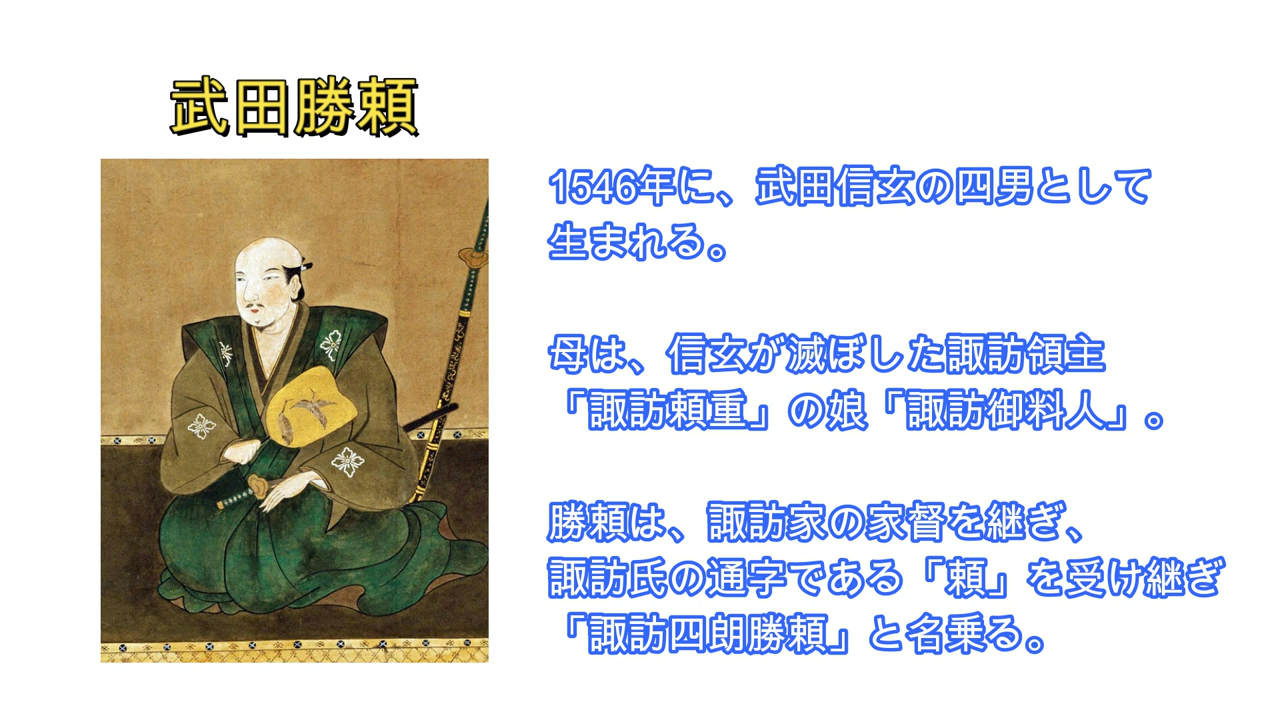 武田勝頼
1546年に、武田信玄の四男として
生まれる。
母は、信玄が滅ぼした諏訪領主
「諏訪頼重」の娘「諏訪御料人」。
勝頼は、諏訪家の家督を継ぎ、
諏訪氏の通字である「頼」を受け継ぎ
「諏訪四朗勝頼」と名乗る。